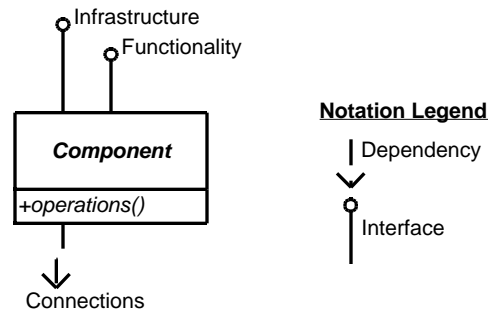 Infrastructure
Functionality
Component
+operations()
Connections
Notation Legend
Dependency
Interface